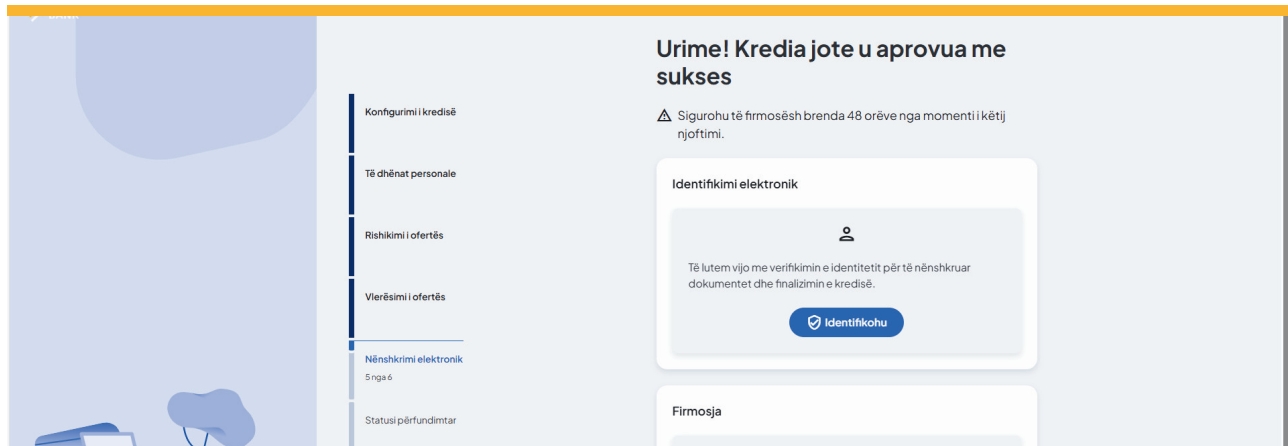 BANK
Urime! Kredia jote u aprovua me
sukses
Sigurohu të firmosësh brenda 48 orëve nga momenti i këtij
njoftimi.
Konfigurimi i kredisë
Të dhënat personale
Rishikimi i ofertës
Vlerësimi i ofertës
Nënshkrimi elektronik
5 nga 6
Statusi përfundimtar
Identifikimi elektronik
Të lutem vijo me verifikimin e identitetit për të nënshkruar
dokumentet dhe finalizimin e kredisë.
Identifikohu
Firmosja